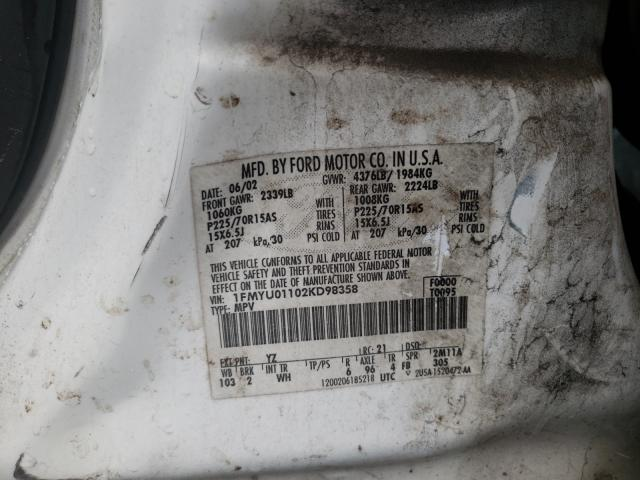 MFD. BY FORD MOTOR CO. IN U.S.A.
DATE: 06/02 GVWR: 4376LB/ 1984KG
FRONT GAWR: 2339LB REAR GAWR: 2224LB
1060KG WITH 1008KG WITH
P225/70R15AS TIRES P225/70R15AS TIRES
15X6.5J RIMS 15X6.5J RIMS
AT 207 kPa/30 PSI COLD AT 207 kPa/30 PSI COLD
THIS VEHICLE CONFORMS TO ALL APPLICABLE FEDERAL MOTOR
VEHICLE SAFETY AND THEFT PREVENTION STANDARDS IN
EFFECT ON THE DATE OF MANUFACTURE SHOWN ABOVE.
VIN: 1FMYU01102KD98358 F0000
TYPE: MPV T0095
EXT PNT: YZ RC: 21 DSO:
WB BRK INT TR TP/PS R AXLE TR SPR 2M11A
103 2 WH 6 96 4 FB 305
1200206185218 UTC 2U5A-1520472-AA